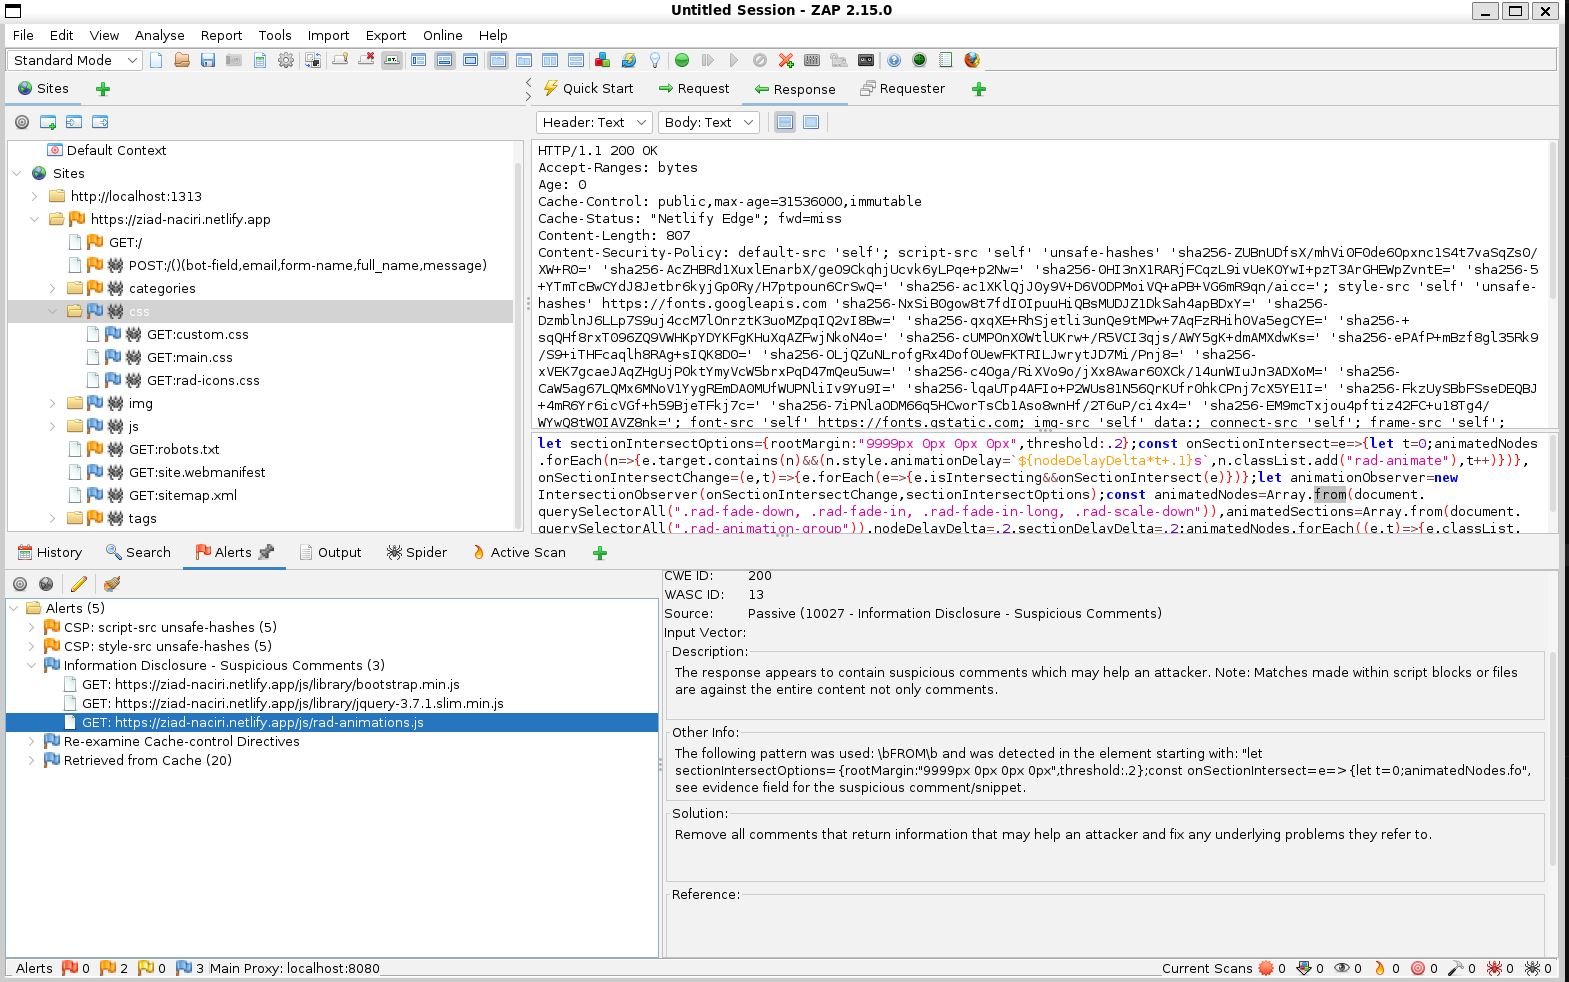 Untitled Session - ZAP 2.15.0
File Edit View Analyse Report Tools Import Export Online Help
Standard Mode
Sites
Quick Start Request Response Requester
Header: Text Body: Text
Default Context
Sites
http://localhost:1313
https://ziad-naciri.netlify.app
GET:/
POST:/()(bot-field,email,form-name,full_name,message)
categories
css
GET:custom.css
GET:main.css
GET:rad-icons.css
img
js
GET:robots.txt
GET:site.webmanifest
GET:sitemap.xml
tags
HTTP/1.1 200 OK
Accept-Ranges: bytes
Age: 0
Cache-Control: public,max-age=31536000,immutable
Cache-Status: "Netlify Edge"; fwd=miss
Content-Length: 807
Content-Security-Policy: default-src 'self'; script-src 'self' 'unsafe-hashes' 'sha256-ZUBnUDfsX/mhVi0F0de60pxnc1S4t7vaSqZs0/
XW+R0=' 'sha256-AcZHBRd1XuxlEnarbX/geO9CkqhjUcvk6yLPqe+p2Nw=' 'sha256-0HI3nX1RARjFCqzL9ivUeKOYwI+pzT3ArGHEWpZvntE=' 'sha256-5
+YTmTcBwCYdJ8Jetbr6kyjGpORy/H7ptpoun6CrSwQ=' 'sha256-ac1XKlQjJOy9V+D6VODPMoiVQ+aPB+VG6mR9qn/aicc='; style-src 'self' 'unsafe-
hashes' https://fonts.googleapis.com 'sha256-NxSiB0gow8t7fdIOIpuuHiQBsMUDJZ1DkSah4apBDxY=' 'sha256-
DzmblnJ6LLp7S9uj4ccM7lOnrztK3uoMZpqIQ2vI8Bw=' 'sha256-qxqXE+RhSjetli3unQe9tMPw+7AqFzRHihOVa5egCYE=' 'sha256-+
sqQHf8rxT096ZQ9VWHKpYDYKFgKHuXqAZFwjNkoN4o=' 'sha256-cUMPOnXOWtlUKrw+/R5VCI3qjs/AWY5gK+dmAMXdwKs=' 'sha256-ePAfP+mBzf8gl35Rk9
/S9+iTHFcaqlh8RAg+sIQK8D0=' 'sha256-OLjQZuNLrofgRx4Dof0UewFKTRILJwrytJD7Mi/Pnj8=' 'sha256-
xVEK7gcaeJAqZHgUjP0ktYmyVcW5brxPqD47mQeu5uw=' 'sha256-c40ga/RiXVo9o/jXx8Awar6OXCk/14unWIuJn3ADXoM=' 'sha256-
CaW5ag67LQMx6MNoV1YygREmDA0MUfWUPNliIv9Yu9I=' 'sha256-lqaUTp4AFIo+P2WUs81N56QrKUfr0hkCPnj7cX5YE1I=' 'sha256-FkzUySBbFSseDEQBJ
+4mR6Yr6icVGf+h59BjeTFkj7c=' 'sha256-7iPNlaODM66q5HCworTsCb1Aso8wnHf/2T6uP/ci4x4=' 'sha256-EM9mcTxjou4pftiz42FC+u18Tg4/
WYwQ8tWOIAVZ8nk='; font-src 'self' https://fonts.gstatic.com; img-src 'self' data:; connect-src 'self'; frame-src 'self';
let sectionIntersectOptions={rootMargin:"9999px 0px 0px 0px",threshold:.2};const onSectionIntersect=e=>{let t=0;animatedNodes
.forEach(n=>{e.target.contains(n)&&(n.style.animationDelay=`${nodeDelayDelta*t+.1}s`,n.classList.add("rad-animate"),t++)})},
onSectionIntersectChange=(e,t)=>{e.forEach(e=>{e.isIntersecting&&onSectionIntersect(e)})};let animationObserver=new
IntersectionObserver(onSectionIntersectChange,sectionIntersectOptions);const animatedNodes=Array.from(document.
querySelectorAll(".rad-fade-down, .rad-fade-in, .rad-fade-in-long, .rad-scale-down")),animatedSections=Array.from(document.
querySelectorAll(".rad-animation-group")),nodeDelayDelta=.2,sectionDelayDelta=.2;animatedNodes.forEach((e,t)=>{e.classList.
History Search Alerts Output Spider Active Scan
Alerts (5)
CSP: script-src unsafe-hashes (5)
CSP: style-src unsafe-hashes (5)
Information Disclosure - Suspicious Comments (3)
GET: https://ziad-naciri.netlify.app/js/library/bootstrap.min.js
GET: https://ziad-naciri.netlify.app/js/library/jquery-3.7.1.slim.min.js
GET: https://ziad-naciri.netlify.app/js/rad-animations.js
Re-examine Cache-control Directives
Retrieved from Cache (20)
CWE ID: 200
WASC ID: 13
Source: Passive (10027 - Information Disclosure - Suspicious Comments)
Input Vector:
Description:
The response appears to contain suspicious comments which may help an attacker. Note: Matches made within script blocks or files
are against the entire content not only comments.
Other Info:
The following pattern was used: \bFROM\b and was detected in the element starting with: "let
sectionIntersectOptions={rootMargin:"9999px 0px 0px 0px",threshold:.2};const onSectionIntersect=e=>{let t=0;animatedNodes.fo",
see evidence field for the suspicious comment/snippet.
Solution:
Remove all comments that return information that may help an attacker and fix any underlying problems they refer to.
Reference:
Alerts 0 2 0 3 Main Proxy: localhost:8080
Current Scans 0 0 0 0 0 0 0 0